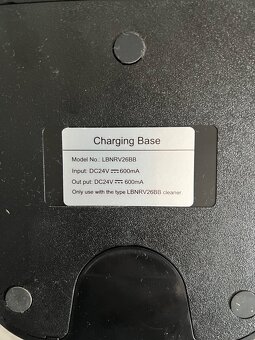 Charging Base
Model No.: LBNRV26BB
Input: DC24V ⎓ 600mA
Out put: DC24V ⎓ 600mA
Only use with the type LBNRV26BB cleaner